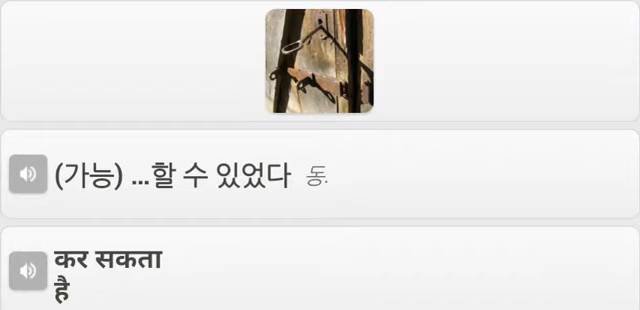 (가능) ...할 수 있었다 동.
कर सकता
है